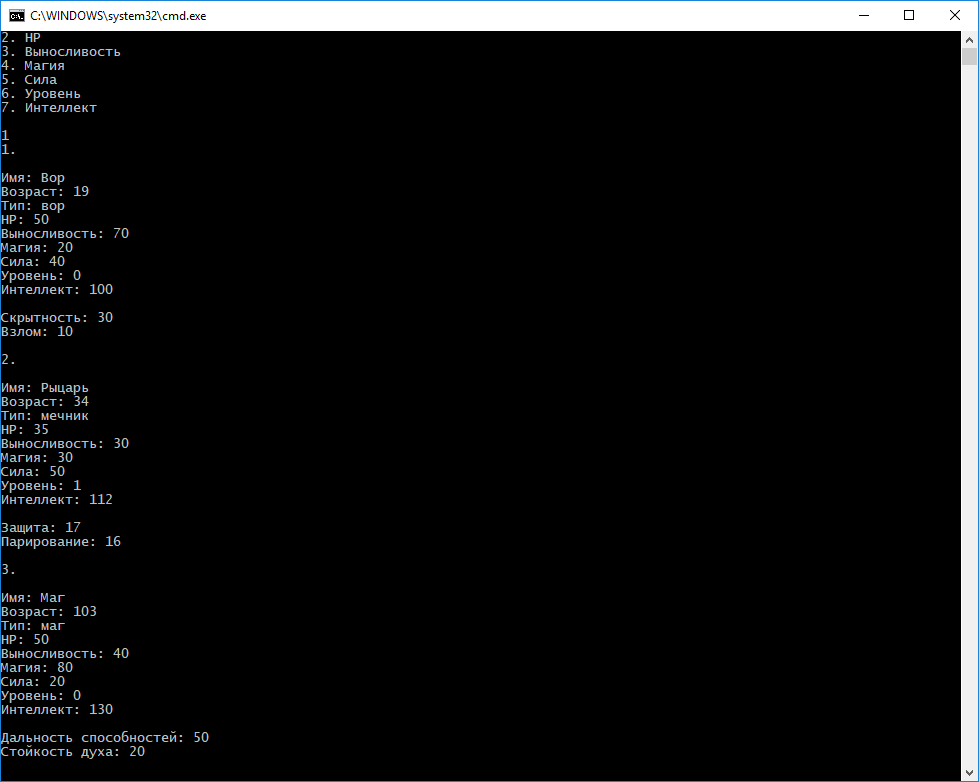 C:\WINDOWS\system32\cmd.exe
2. HP
3. Выносливость
4. Магия
5. Сила
6. Уровень
7. Интеллект
1
1.
Имя: Вор
Возраст: 19
Тип: вор
HP: 50
Выносливость: 70
Магия: 20
Сила: 40
Уровень: 0
Интеллект: 100
Скрытность: 30
Взлом: 10
2.
Имя: Рыцарь
Возраст: 34
Тип: мечник
HP: 35
Выносливость: 30
Магия: 30
Сила: 50
Уровень: 1
Интеллект: 112
Защита: 17
Парирование: 16
3.
Имя: Маг
Возраст: 103
Тип: маг
HP: 50
Выносливость: 40
Магия: 80
Сила: 20
Уровень: 0
Интеллект: 130
Дальность способностей: 50
Стойкость духа: 20